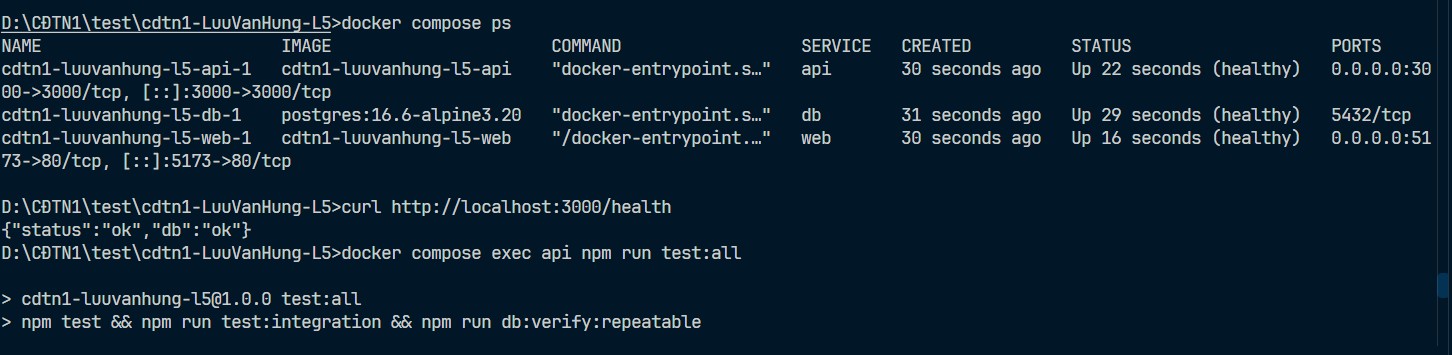 D:\CĐTN1\test\cdtn1-LuuVanHung-L5>docker compose ps
NAME IMAGE COMMAND SERVICE CREATED STATUS PORTS
cdtn1-luuvanhung-l5-api-1 cdtn1-luuvanhung-l5-api "docker-entrypoint.s…" api 30 seconds ago Up 22 seconds (healthy) 0.0.0.0:30
00->3000/tcp, [::]:3000->3000/tcp
cdtn1-luuvanhung-l5-db-1 postgres:16.6-alpine3.20 "docker-entrypoint.s…" db 31 seconds ago Up 29 seconds (healthy) 5432/tcp
cdtn1-luuvanhung-l5-web-1 cdtn1-luuvanhung-l5-web "/docker-entrypoint.…" web 30 seconds ago Up 16 seconds (healthy) 0.0.0.0:51
73->80/tcp, [::]:5173->80/tcp
D:\CĐTN1\test\cdtn1-LuuVanHung-L5>curl http://localhost:3000/health
{"status":"ok","db":"ok"}
D:\CĐTN1\test\cdtn1-LuuVanHung-L5>docker compose exec api npm run test:all
> cdtn1-luuvanhung-l5@1.0.0 test:all
> npm test && npm run test:integration && npm run db:verify:repeatable